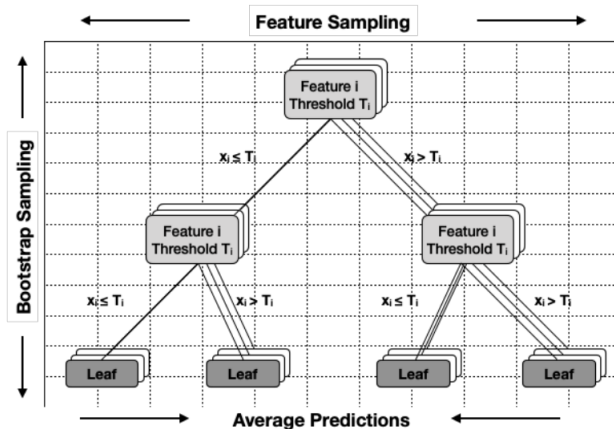 Feature Sampling
Bootstrap Sampling
Feature i
Threshold Tᵢ
xᵢ ≤ Tᵢ
xᵢ > Tᵢ
Feature i
Threshold Tᵢ
Feature i
Threshold Tᵢ
xᵢ ≤ Tᵢ
xᵢ > Tᵢ
xᵢ ≤ Tᵢ
xᵢ > Tᵢ
Leaf
Leaf
Leaf
Leaf
Average Predictions